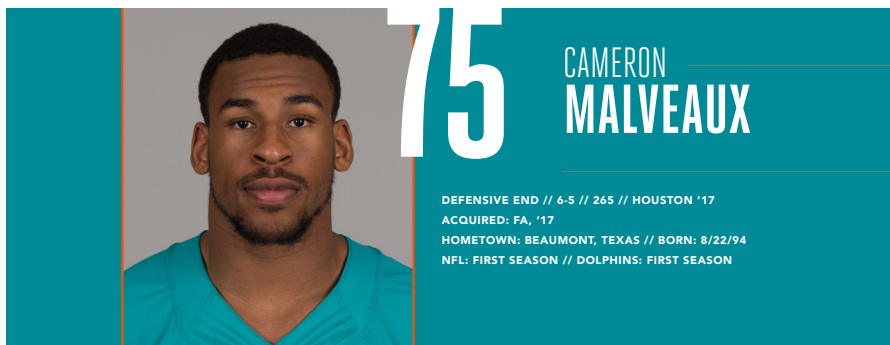 75
CAMERON
MALVEAUX
DEFENSIVE END // 6-5 // 265 // HOUSTON ‘17
ACQUIRED: FA, ‘17
HOMETOWN: BEAUMONT, TEXAS // BORN: 8/22/94
NFL: FIRST SEASON // DOLPHINS: FIRST SEASON